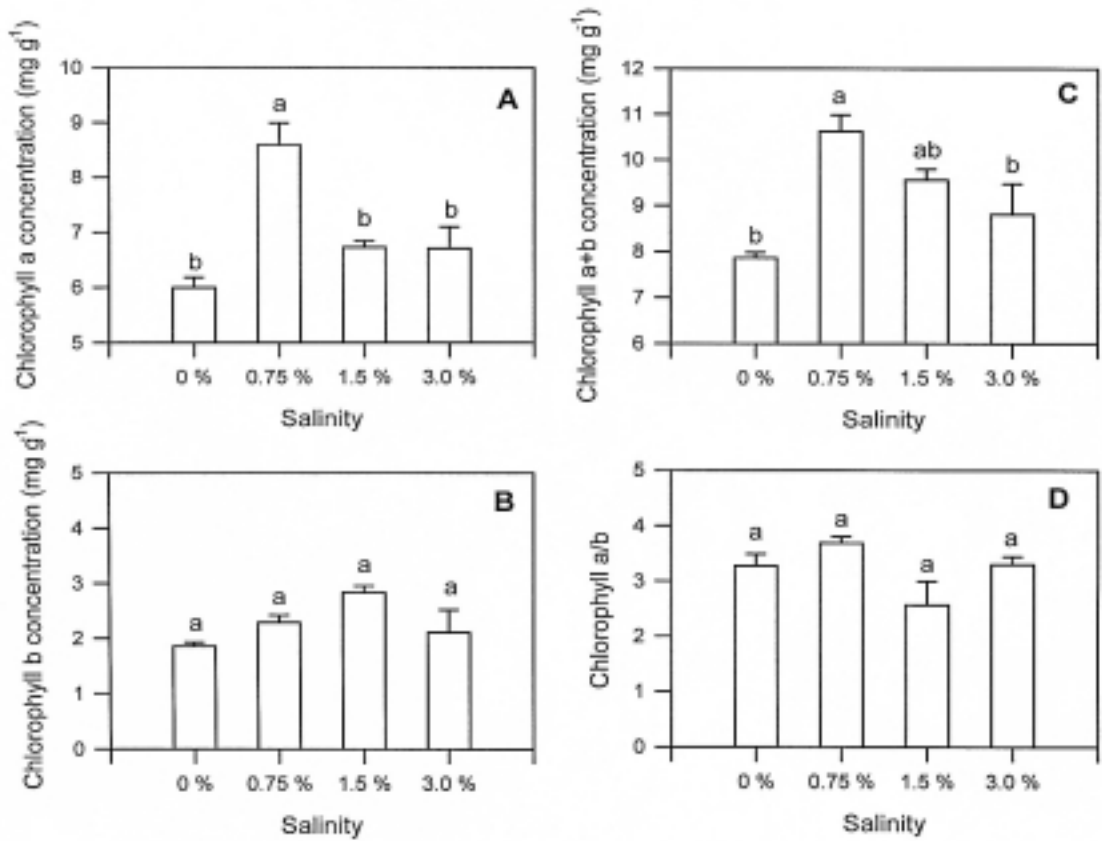 Chlorophyll a concentration (mg g⁻¹)
10
9
8
7
6
5
A
b
a
b
b
0 %
0.75 %
1.5 %
3.0 %
Salinity
Chlorophyll a+b concentration (mg g⁻¹)
12
11
10
9
8
7
6
C
b
a
ab
b
0 %
0.75 %
1.5 %
3.0 %
Salinity
Chlorophyll b concentration (mg g⁻¹)
5
4
3
2
1
0
B
a
a
a
a
0 %
0.75 %
1.5 %
3.0 %
Salinity
Chlorophyll a/b
5
4
3
2
1
0
D
a
a
a
a
0 %
0.75 %
1.5 %
3.0 %
Salinity